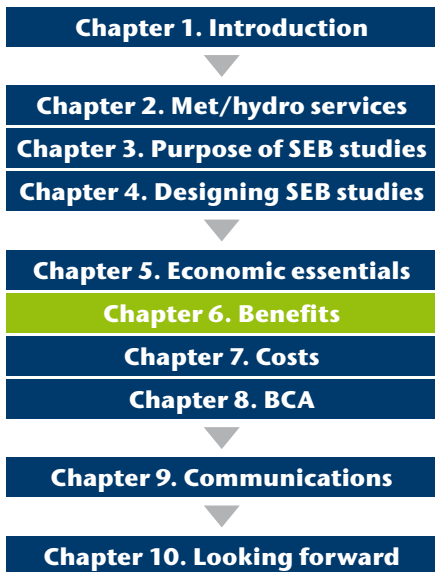 Chapter 1. Introduction
Chapter 2. Met/hydro services
Chapter 3. Purpose of SEB studies
Chapter 4. Designing SEB studies
Chapter 5. Economic essentials
Chapter 6. Benefits
Chapter 7. Costs
Chapter 8. BCA
Chapter 9. Communications
Chapter 10. Looking forward